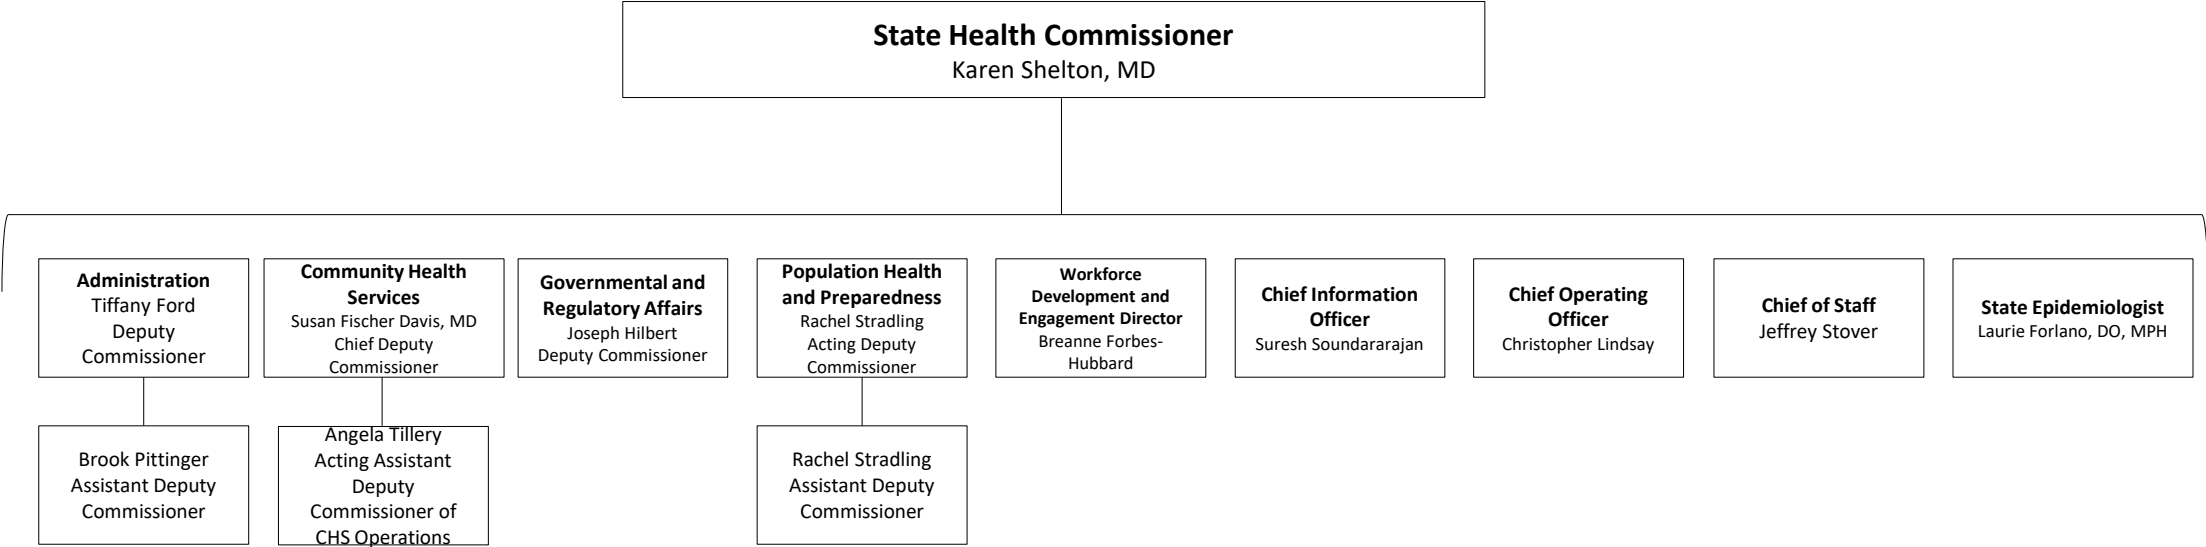 State Health Commissioner
Karen Shelton, MD
Administration
Tiffany Ford
Deputy
Commissioner
Community Health
Services
Susan Fischer Davis, MD
Chief Deputy
Commissioner
Governmental and
Regulatory Affairs
Joseph Hilbert
Deputy Commissioner
Population Health
and Preparedness
Rachel Stradling
Acting Deputy
Commissioner
Workforce
Development and
Engagement Director
Breanne Forbes-
Hubbard
Chief Information
Officer
Suresh Soundararajan
Chief Operating
Officer
Christopher Lindsay
Chief of Staff
Jeffrey Stover
State Epidemiologist
Laurie Forlano, DO, MPH
Brook Pittinger
Assistant Deputy
Commissioner
Angela Tillery
Acting Assistant
Deputy
Commissioner of
CHS Operations
Rachel Stradling
Assistant Deputy
Commissioner